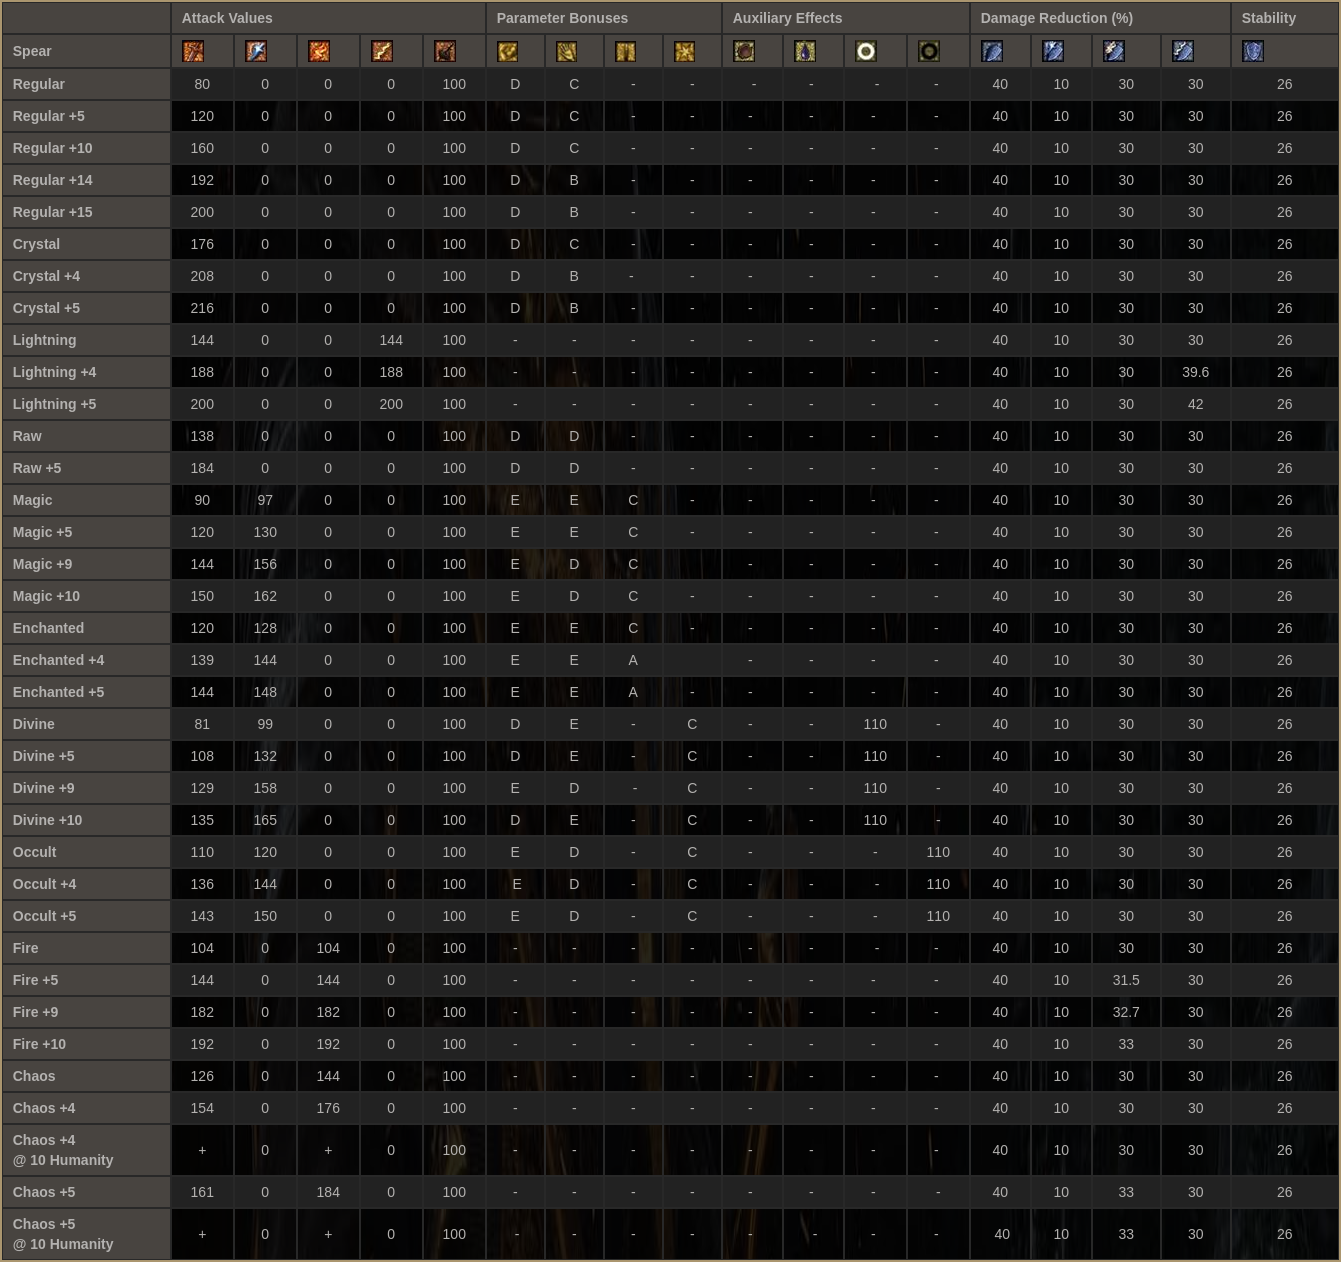 Attack Values Parameter Bonuses Auxiliary Effects Damage Reduction (%) Stability
Spear
Regular 80 0 0 0 100 D C - - - - - - 40 10 30 30 26
Regular +5 120 0 0 0 100 D C - - - - - - 40 10 30 30 26
Regular +10 160 0 0 0 100 D C - - - - - - 40 10 30 30 26
Regular +14 192 0 0 0 100 D B - - - - - - 40 10 30 30 26
Regular +15 200 0 0 0 100 D B - - - - - - 40 10 30 30 26
Crystal 176 0 0 0 100 D C - - - - - - 40 10 30 30 26
Crystal +4 208 0 0 0 100 D B - - - - - - 40 10 30 30 26
Crystal +5 216 0 0 0 100 D B - - - - - - 40 10 30 30 26
Lightning 144 0 0 144 100 - - - - - - - - 40 10 30 30 26
Lightning +4 188 0 0 188 100 - - - - - - - - 40 10 30 39.6 26
Lightning +5 200 0 0 200 100 - - - - - - - - 40 10 30 42 26
Raw 138 0 0 0 100 D D - - - - - - 40 10 30 30 26
Raw +5 184 0 0 0 100 D D - - - - - - 40 10 30 30 26
Magic 90 97 0 0 100 E E C - - - - - 40 10 30 30 26
Magic +5 120 130 0 0 100 E E C - - - - - 40 10 30 30 26
Magic +9 144 156 0 0 100 E D C - - - - - 40 10 30 30 26
Magic +10 150 162 0 0 100 E D C - - - - - 40 10 30 30 26
Enchanted 120 128 0 0 100 E E C - - - - - 40 10 30 30 26
Enchanted +4 139 144 0 0 100 E E A - - - - 40 10 30 30 26
Enchanted +5 144 148 0 0 100 E E A - - - - - 40 10 30 30 26
Divine 81 99 0 0 100 D E - C - - 110 - 40 10 30 30 26
Divine +5 108 132 0 0 100 D E - C - - 110 - 40 10 30 30 26
Divine +9 129 158 0 0 100 E D - C - - 110 - 40 10 30 30 26
Divine +10 135 165 0 0 100 D E - C - - 110 - 40 10 30 30 26
Occult 110 120 0 0 100 E D - C - - - 110 40 10 30 30 26
Occult +4 136 144 0 0 100 E D - C - - - 110 40 10 30 30 26
Occult +5 143 150 0 0 100 E D - C - - - 110 40 10 30 30 26
Fire 104 0 104 0 100 - - - - - - - - 40 10 30 30 26
Fire +5 144 0 144 0 100 - - - - - - - - 40 10 31.5 30 26
Fire +9 182 0 182 0 100 - - - - - - - - 40 10 32.7 30 26
Fire +10 192 0 192 0 100 - - - - - - - - 40 10 33 30 26
Chaos 126 0 144 0 100 - - - - - - - - 40 10 30 30 26
Chaos +4 154 0 176 0 100 - - - - - - - - 40 10 30 30 26
Chaos +4
@ 10 Humanity + 0 + 0 100 - - - - - - - - 40 10 30 30 26
Chaos +5 161 0 184 0 100 - - - - - - - - 40 10 33 30 26
Chaos +5
@ 10 Humanity + 0 + 0 100 - - - - - - - - 40 10 33 30 26